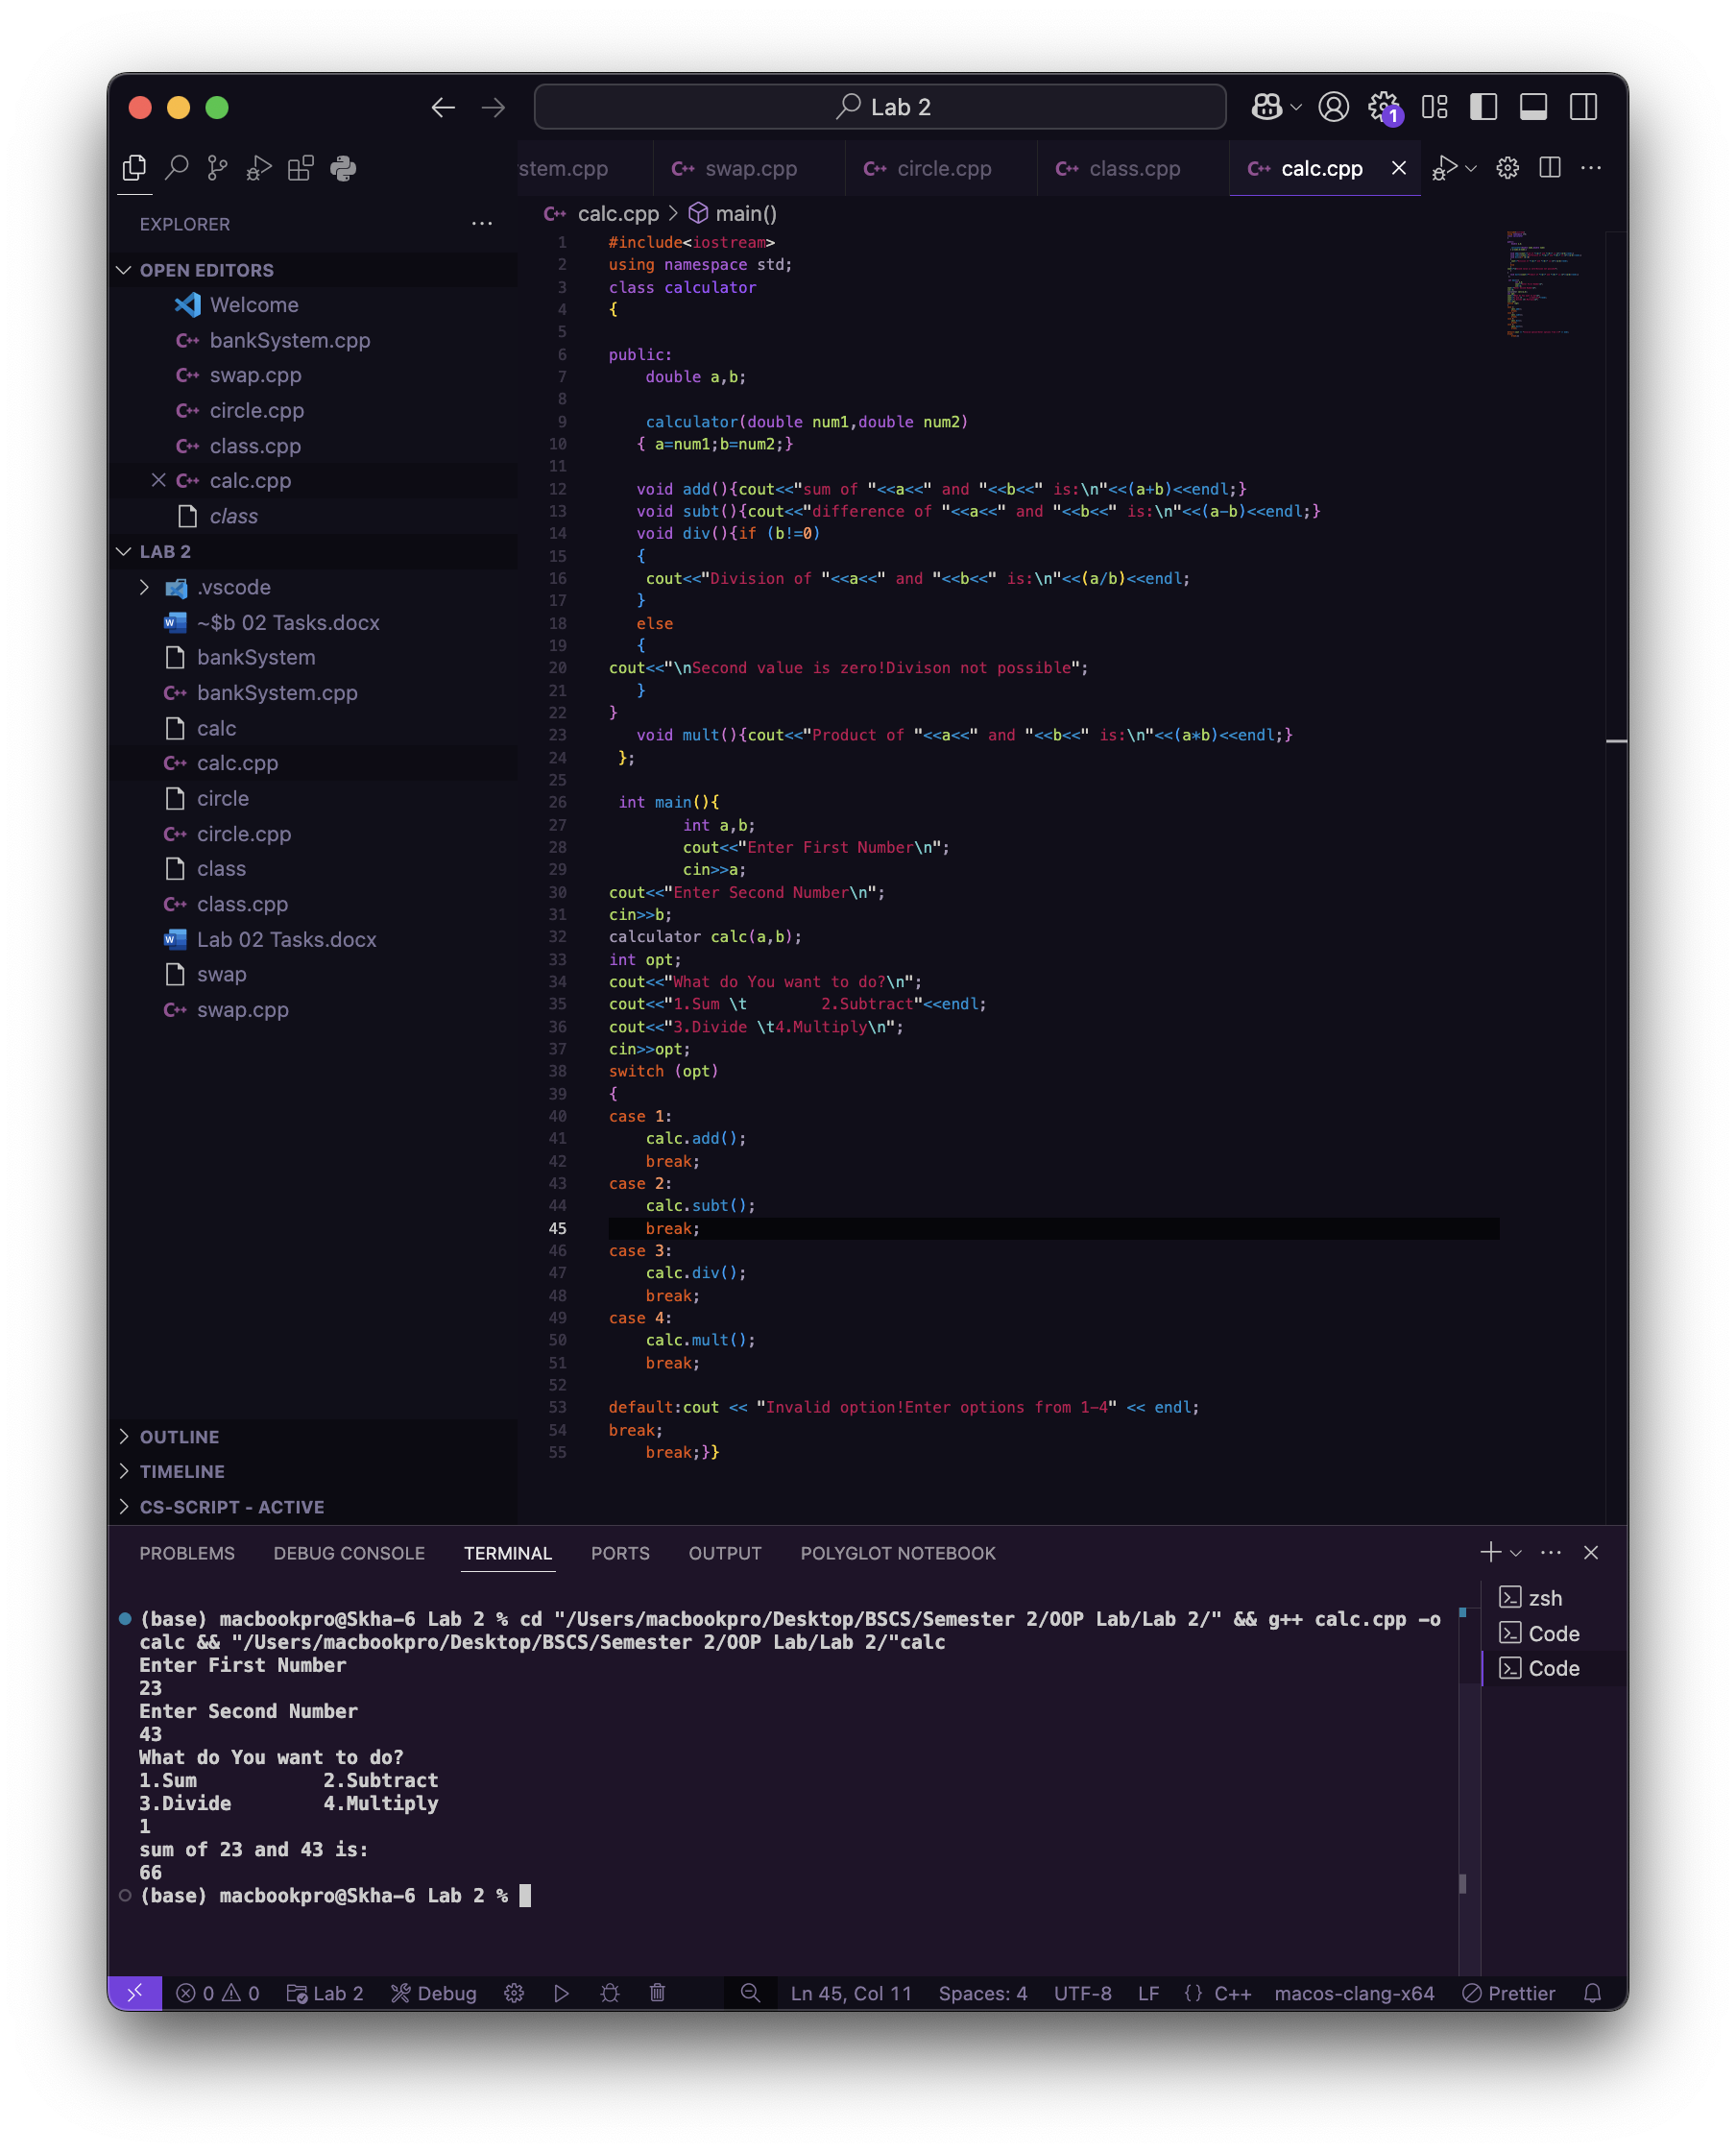 Lab 2
1
stem.cpp
C++ swap.cpp
C++ circle.cpp
C++ class.cpp
C++ calc.cpp
EXPLORER
OPEN EDITORS
Welcome
C++ bankSystem.cpp
C++ swap.cpp
C++ circle.cpp
C++ class.cpp
C++ calc.cpp
class
LAB 2
.vscode
~$b 02 Tasks.docx
bankSystem
C++ bankSystem.cpp
calc
C++ calc.cpp
circle
C++ circle.cpp
class
C++ class.cpp
Lab 02 Tasks.docx
swap
C++ swap.cpp
OUTLINE
TIMELINE
CS-SCRIPT - ACTIVE
C++ calc.cpp > main()
1 #include<iostream>
2 using namespace std;
3 class calculator
4 {
5
6 public:
7     double a,b;
8
9     calculator(double num1,double num2)
10    { a=num1;b=num2;}
11
12    void add(){cout<<"sum of "<<a<<" and "<<b<<" is:\n"<<(a+b)<<endl;}
13    void subt(){cout<<"difference of "<<a<<" and "<<b<<" is:\n"<<(a-b)<<endl;}
14    void div(){if (b!=0)
15    {
16     cout<<"Division of "<<a<<" and "<<b<<" is:\n"<<(a/b)<<endl;
17    }
18    else
19    {
20 cout<<"\nSecond value is zero!Divison not possible";
21    }
22 }
23    void mult(){cout<<"Product of "<<a<<" and "<<b<<" is:\n"<<(a*b)<<endl;}
24  };
25
26  int main(){
27         int a,b;
28         cout<<"Enter First Number\n";
29         cin>>a;
30 cout<<"Enter Second Number\n";
31 cin>>b;
32 calculator calc(a,b);
33 int opt;
34 cout<<"What do You want to do?\n";
35 cout<<"1.Sum \t        2.Subtract"<<endl;
36 cout<<"3.Divide \t4.Multiply\n";
37 cin>>opt;
38 switch (opt)
39 {
40 case 1:
41     calc.add();
42     break;
43 case 2:
44     calc.subt();
45     break;
46 case 3:
47     calc.div();
48     break;
49 case 4:
50     calc.mult();
51     break;
52
53 default:cout << "Invalid option!Enter options from 1-4" << endl;
54 break;
55     break;}}
PROBLEMS DEBUG CONSOLE TERMINAL PORTS OUTPUT POLYGLOT NOTEBOOK
(base) macbookpro@Skha-6 Lab 2 % cd "/Users/macbookpro/Desktop/BSCS/Semester 2/OOP Lab/Lab 2/" && g++ calc.cpp -o
calc && "/Users/macbookpro/Desktop/BSCS/Semester 2/OOP Lab/Lab 2/"calc
Enter First Number
23
Enter Second Number
43
What do You want to do?
1.Sum           2.Subtract
3.Divide        4.Multiply
1
sum of 23 and 43 is:
66
(base) macbookpro@Skha-6 Lab 2 %
zsh
Code
Code
0 0 Lab 2 Debug Ln 45, Col 11 Spaces: 4 UTF-8 LF {} C++ macos-clang-x64 Prettier